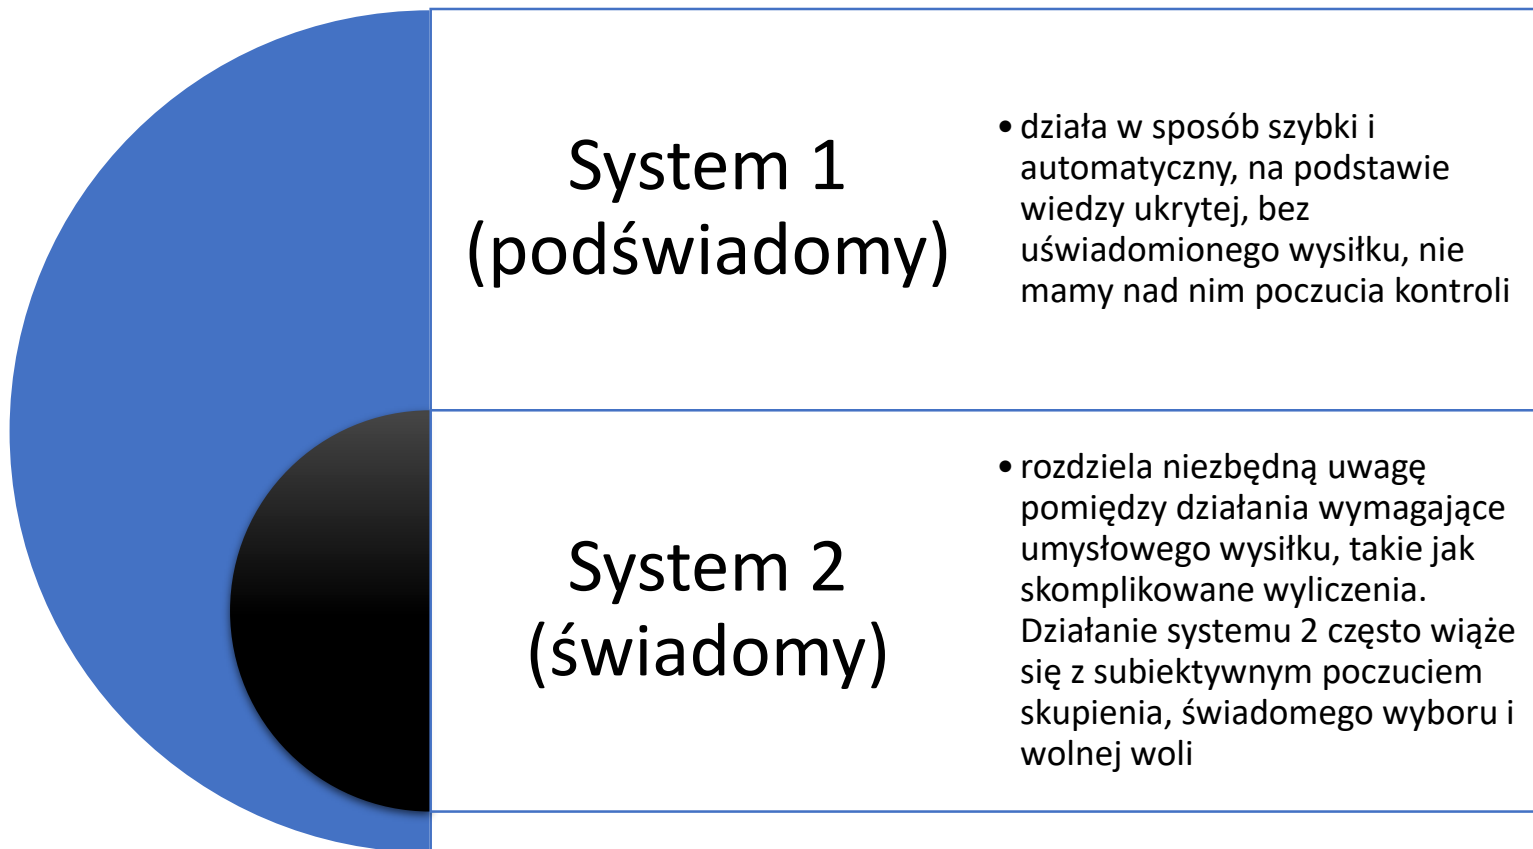 System 1
(podświadomy)
• działa w sposób szybki i
automatyczny, na podstawie
wiedzy ukrytej, bez
uświadomionego wysiłku, nie
mamy nad nim poczucia kontroli
System 2
(świadomy)
• rozdziela niezbędną uwagę
pomiędzy działania wymagające
umysłowego wysiłku, takie jak
skomplikowane wyliczenia.
Działanie systemu 2 często wiąże
się z subiektywnym poczuciem
skupienia, świadomego wyboru i
wolnej woli